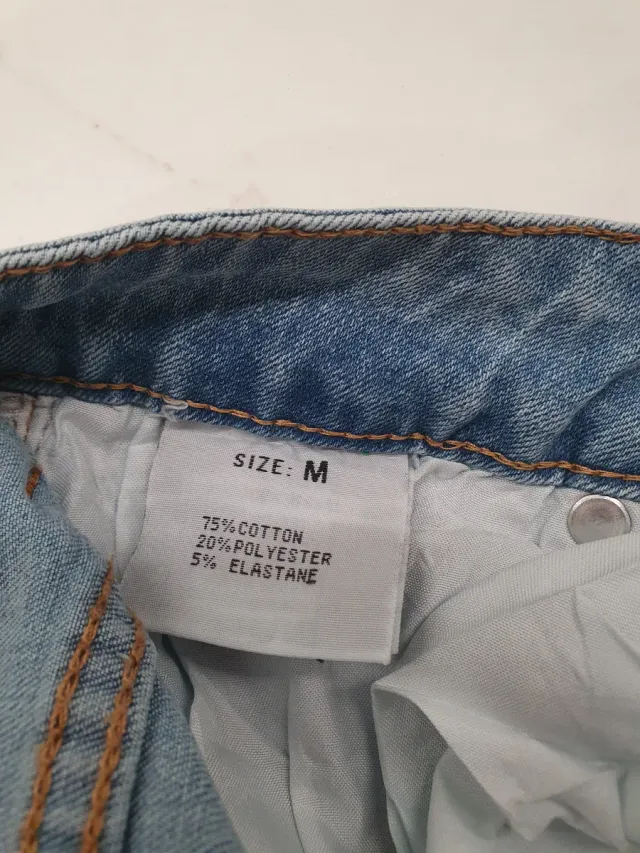 SIZE: M
75%COTTON
20%POLYESTER
5% ELASTANE